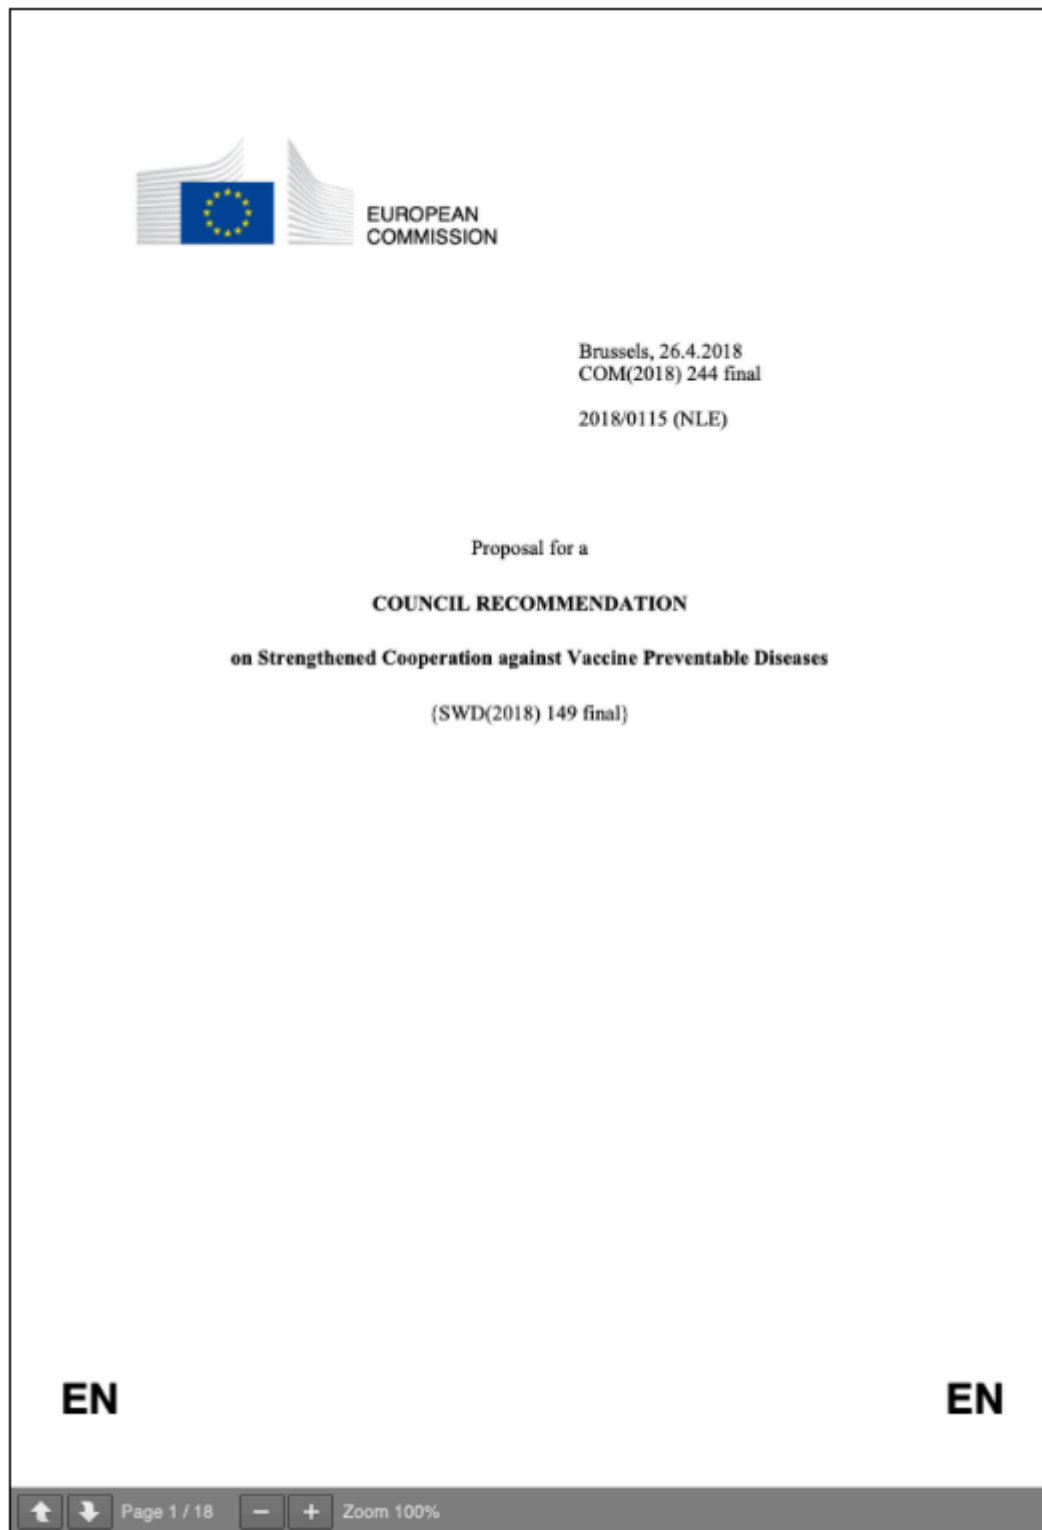 EUROPEAN
COMMISSION
Brussels, 26.4.2018
COM(2018) 244 final
2018/0115 (NLE)
Proposal for a
COUNCIL RECOMMENDATION
on Strengthened Cooperation against Vaccine Preventable Diseases
{SWD(2018) 149 final}
EN EN
Page 1 / 18 − + Zoom 100%